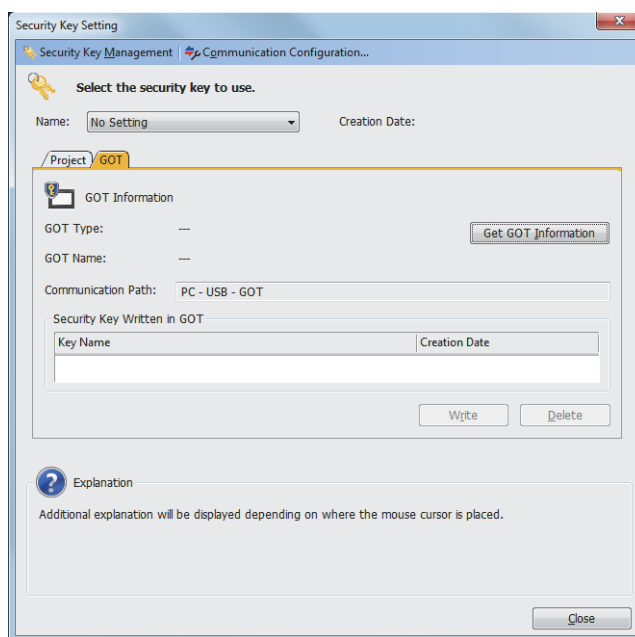 Security Key Setting
Security Key Management Communication Configuration...
Select the security key to use.
Name: No Setting Creation Date:
Project GOT
GOT Information
GOT Type: --- Get GOT Information
GOT Name: ---
Communication Path: PC - USB - GOT
Security Key Written in GOT
Key Name Creation Date
Write Delete
Explanation
Additional explanation will be displayed depending on where the mouse cursor is placed.
Close